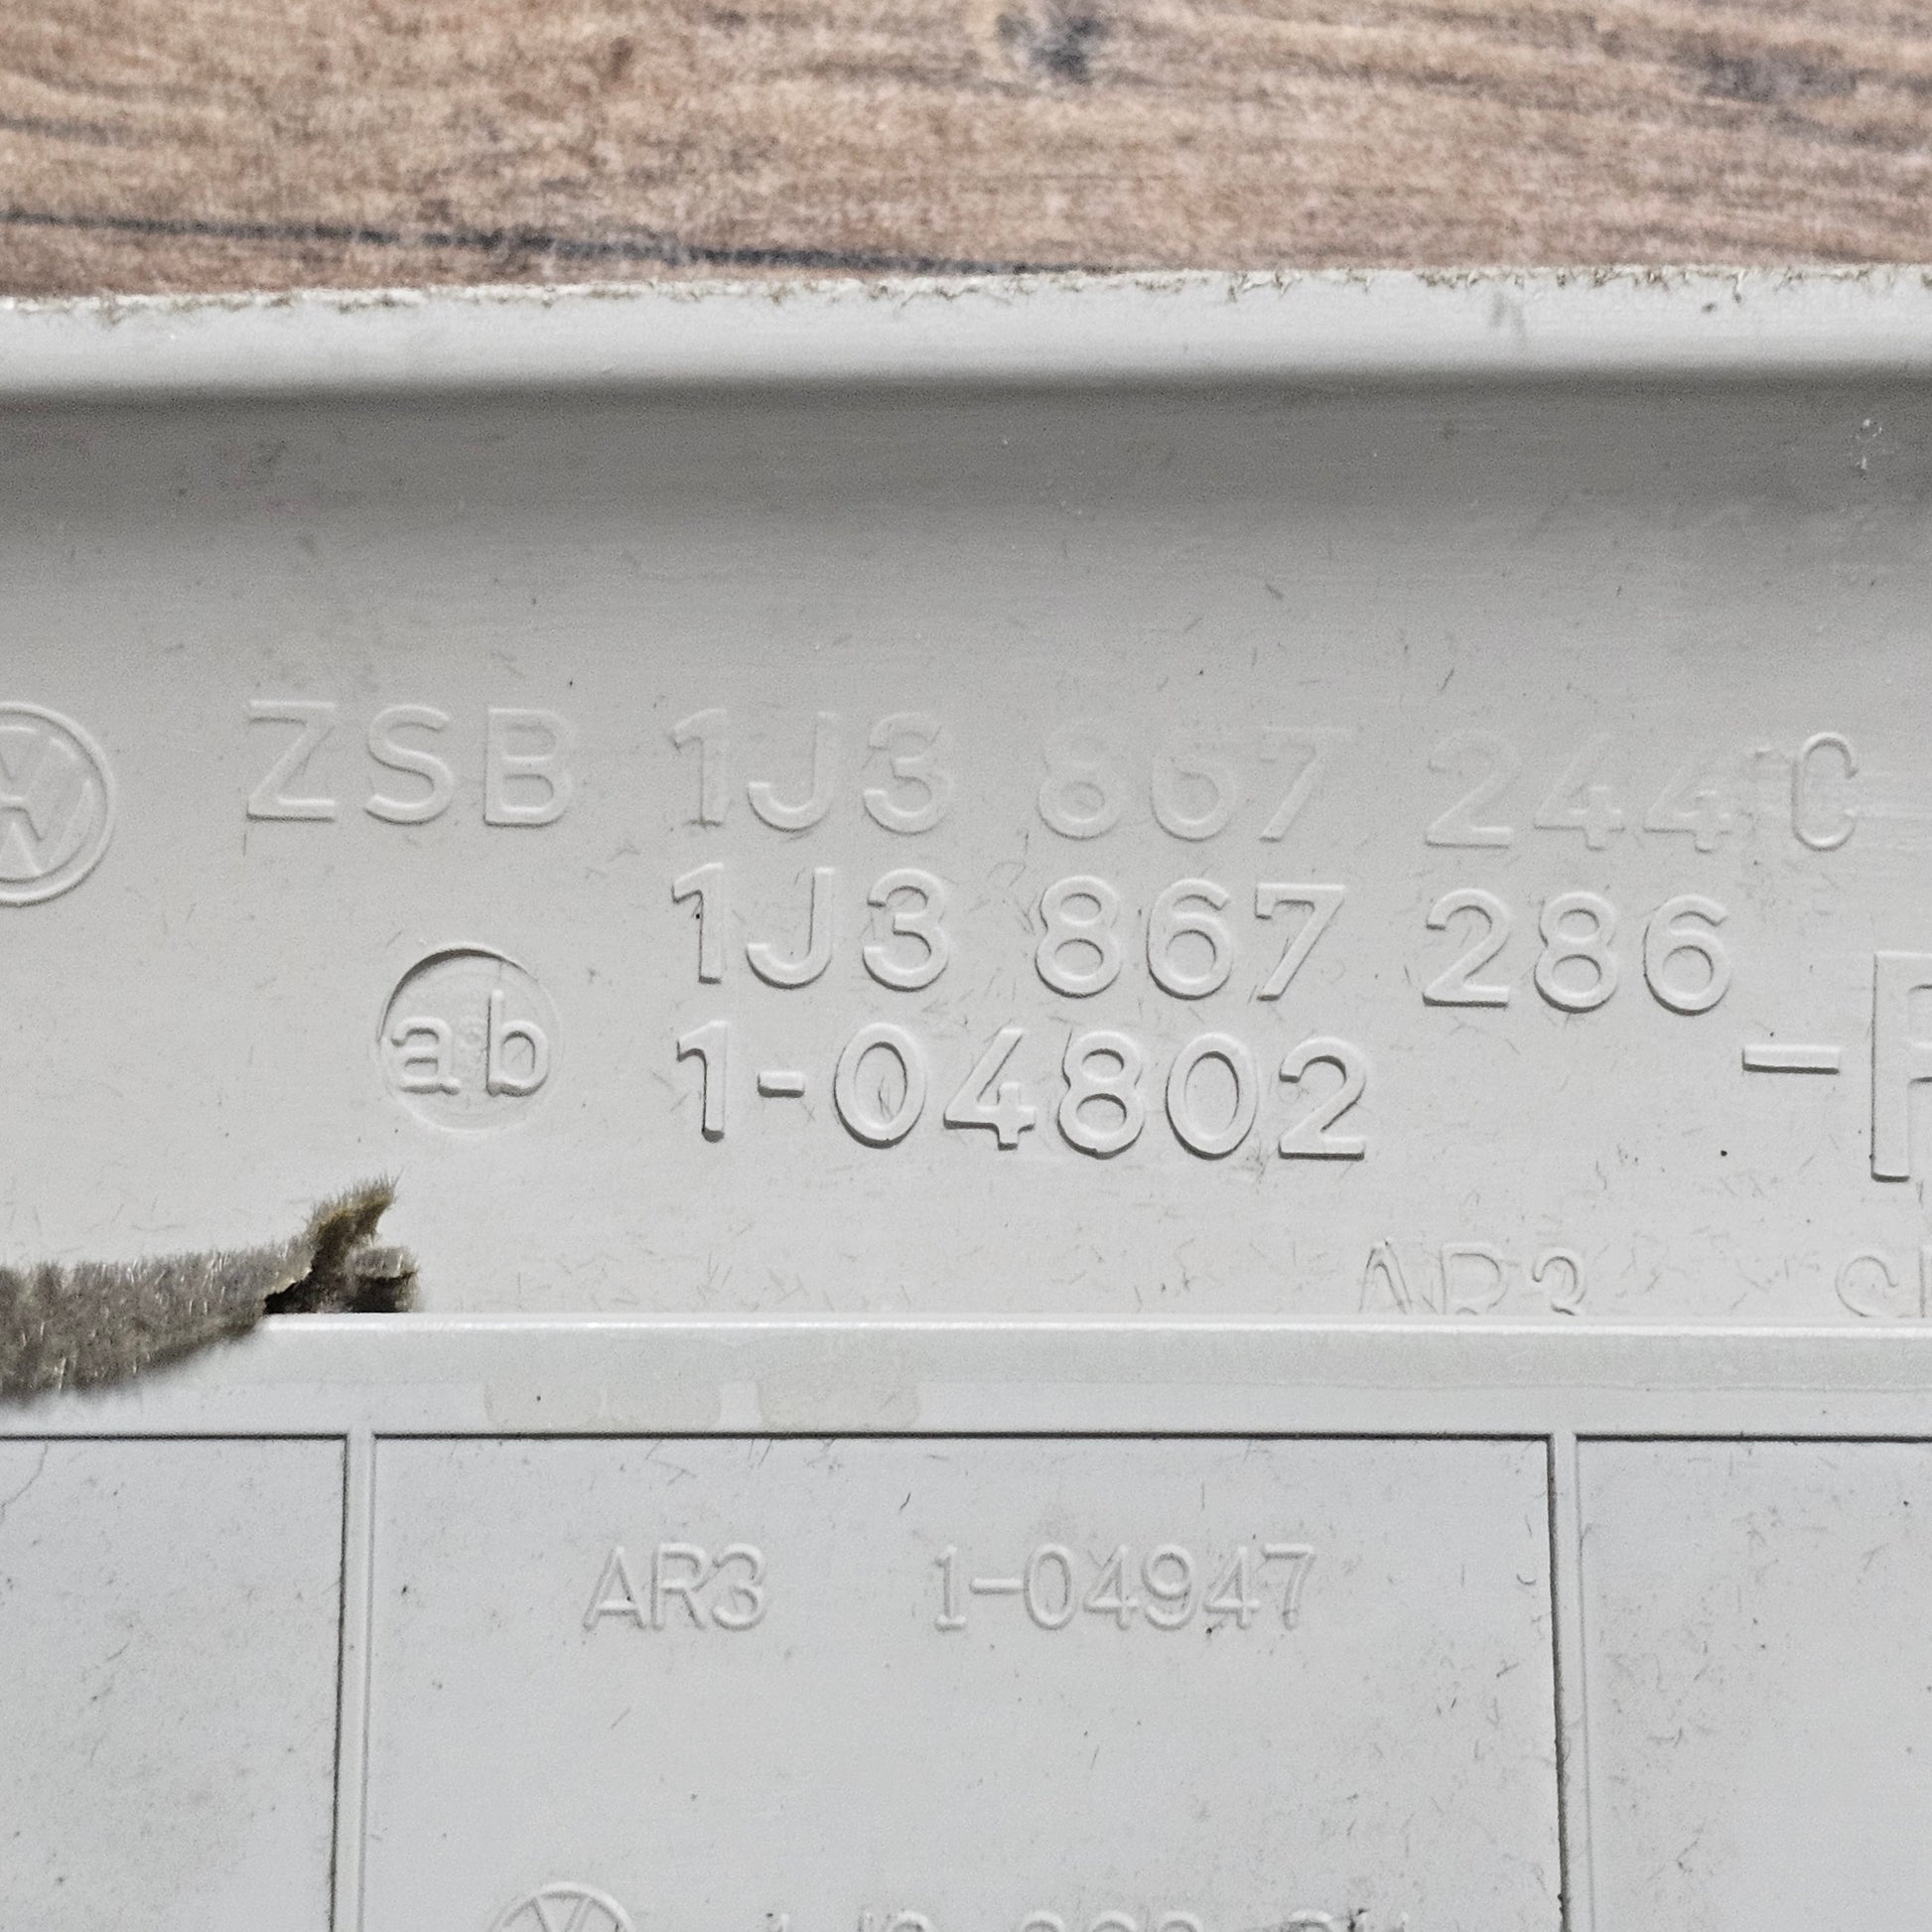 ZSB 1J3 867 244 C
1J3 867 286
ab 1-04802
AR3
AR3 1-04947